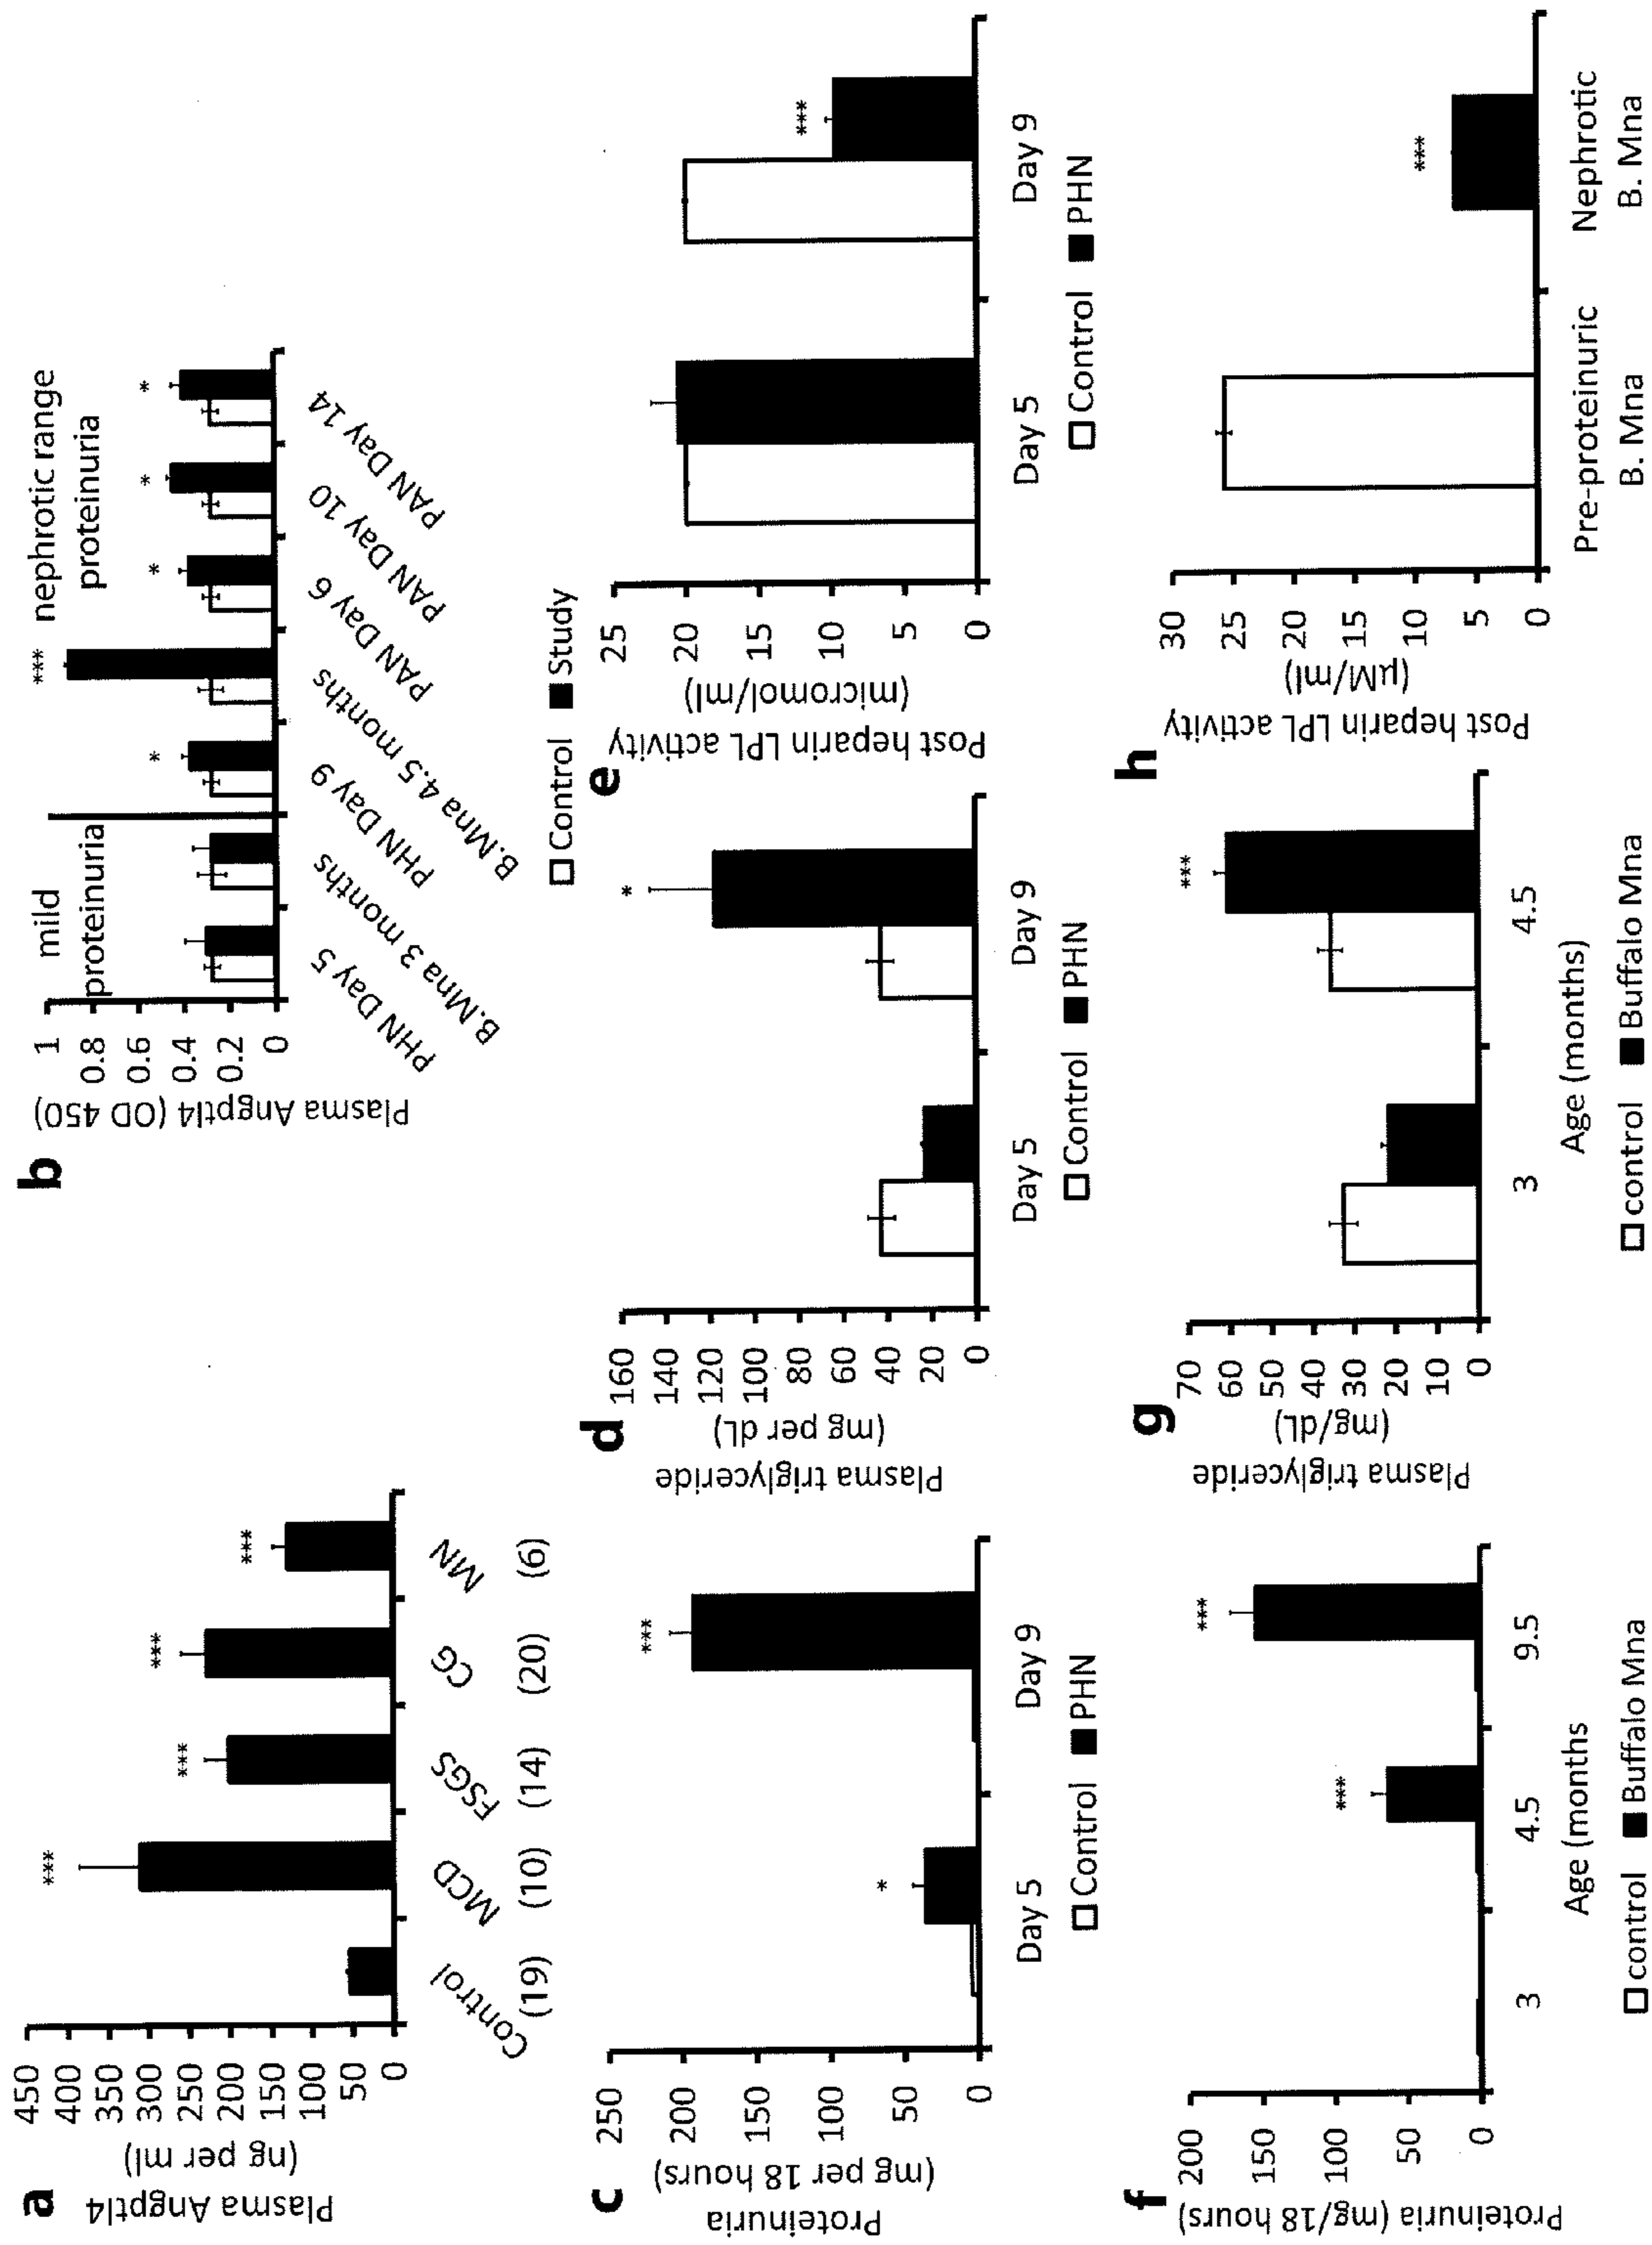 a
Plasma Angptl4
(ng per ml)
450
400
350
300
250
200
150
100
50
0
***
***
***
***
Control
MCD
FSGS
CG
MN
(19)
(10)
(14)
(20)
(6)
b
Plasma Angptl4 (OD 450)
1
0.8
0.6
0.4
0.2
0
mild
proteinuria
nephrotic range
proteinuria
*
***
*
*
*
PHN Day 5
B.Mna 3 months
PHN Day 9
B.Mna 4.5 months
PAN Day 6
PAN Day 10
PAN Day 14
Control
Study
c
Proteinuria
(mg per 18 hours)
250
200
150
100
50
0
*
***
Day 5
Day 9
Control
PHN
d
Plasma triglyceride
(mg per dL)
160
140
120
100
80
60
40
20
0
*
Day 5
Day 9
Control
PHN
e
Post heparin LPL activity
(micromol/ml)
25
20
15
10
5
0
***
Day 5
Day 9
Control
PHN
f
Proteinuria (mg/18 hours)
200
150
100
50
0
***
***
3
4.5
9.5
Age (months
control
Buffalo Mna
g
Plasma triglyceride
(mg/dL)
70
60
50
40
30
20
10
0
***
3
4.5
Age (months)
control
Buffalo Mna
h
Post heparin LPL activity
(µM/ml)
30
25
20
15
10
5
0
***
Pre-proteinuric
B. Mna
Nephrotic
B. Mna